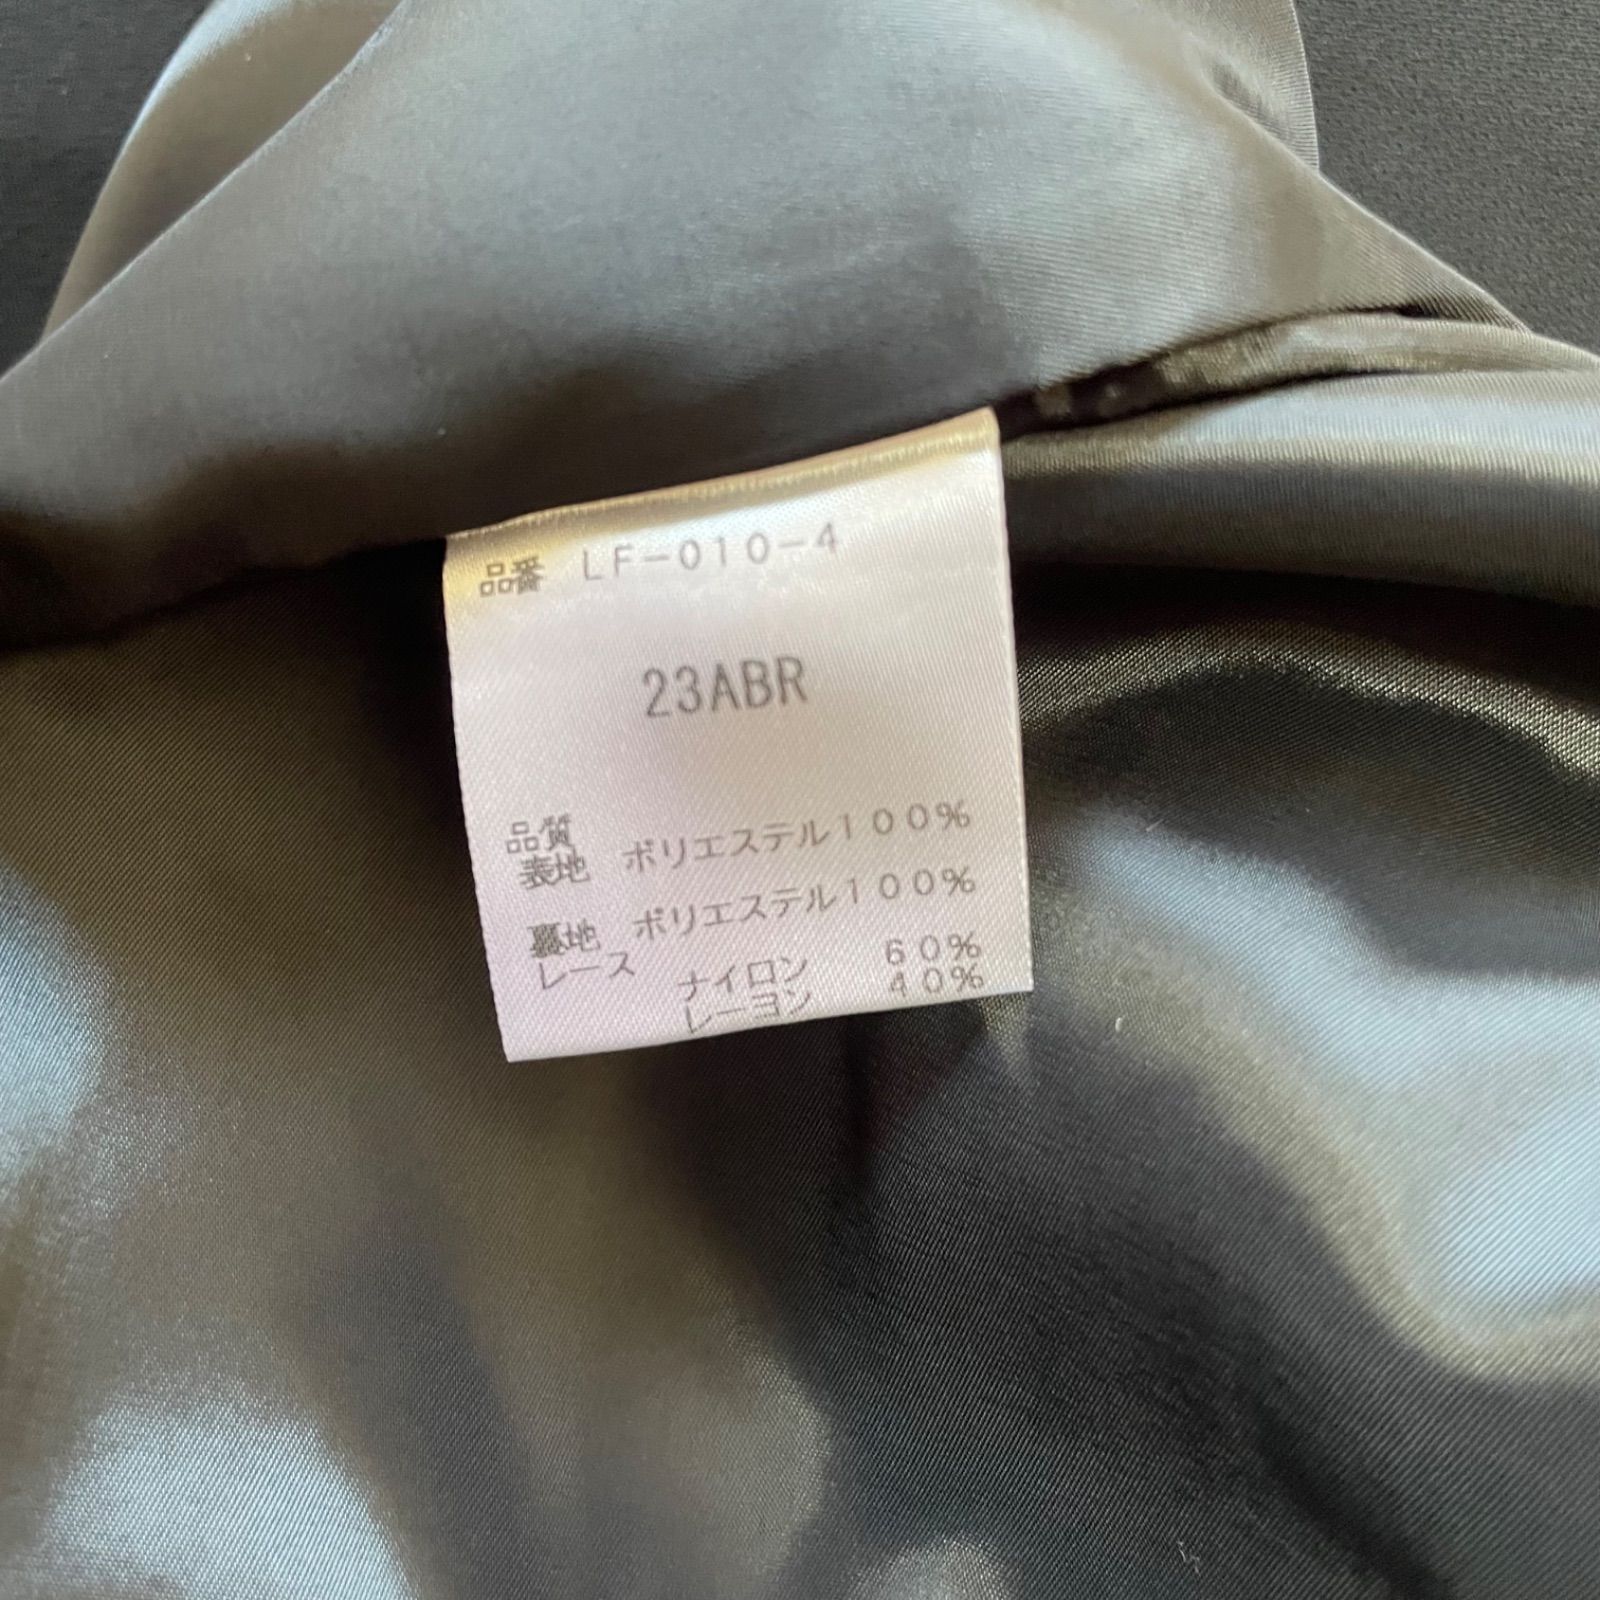 品番 LF-010-4
23ABR
品質
表地 ポリエステル100%
裏地 ポリエステル100%
レース ナイロン 60%
レーヨン 40%